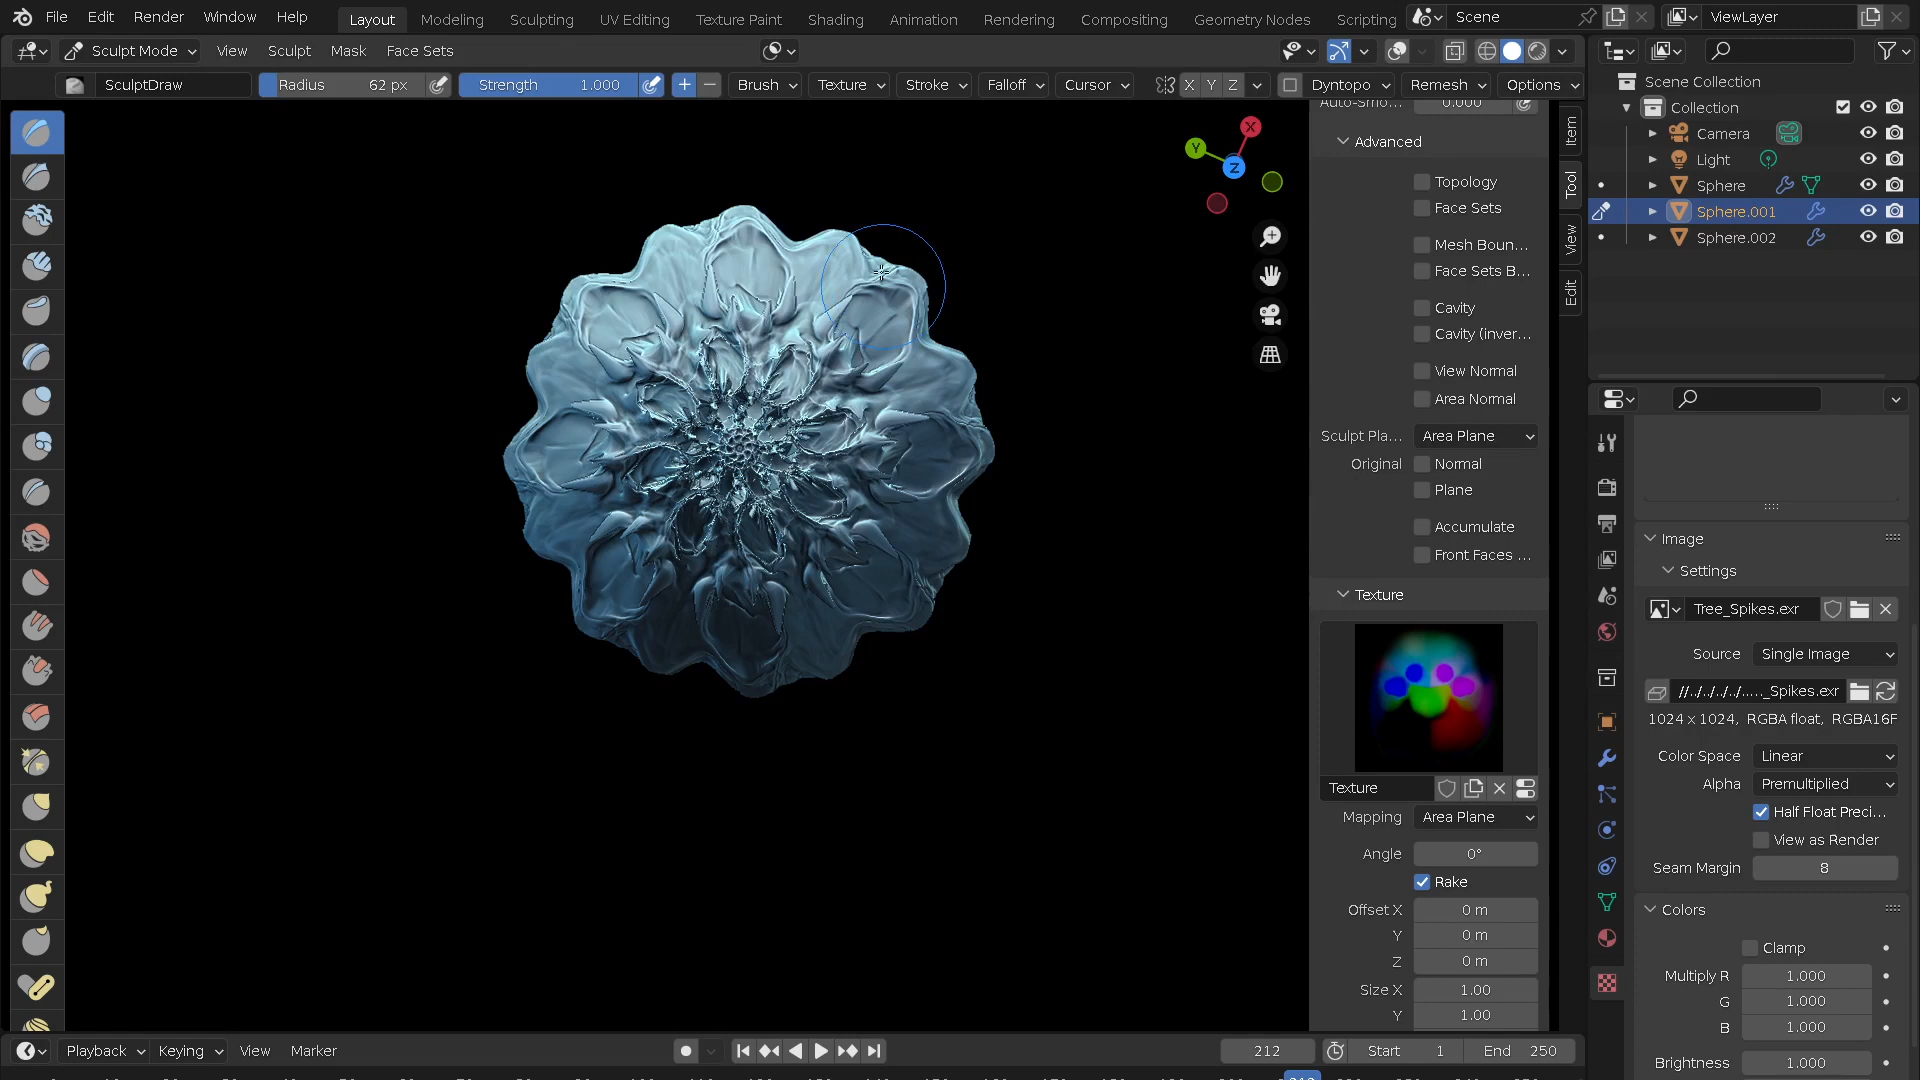 File Edit Render Window Help Layout Modeling Sculpting UV Editing Texture Paint Shading Animation Rendering Compositing Geometry Nodes Scripting Scene ViewLayer
Sculpt Mode View Sculpt Mask Face Sets
SculptDraw Radius 62 px Strength 1.000 Brush Texture Stroke Falloff Cursor X Y Z Dyntopo Remesh Options
Scene Collection
Collection
Camera
Light
Sphere
Sphere.001
Sphere.002
X
Y
Z
Item
Tool
View
Edit
Auto-Smo... 0.000
Advanced
Topology
Face Sets
Mesh Boun...
Face Sets B...
Cavity
Cavity (inver...
View Normal
Area Normal
Sculpt Pla... Area Plane
Original Normal
Plane
Accumulate
Front Faces ...
Texture
Texture
Mapping Area Plane
Angle 0°
Rake
Offset X 0 m
Y 0 m
Z 0 m
Size X 1.00
Y 1.00
Image
Settings
Tree_Spikes.exr
Source Single Image
//../../../../....._Spikes.exr
1024 x 1024, RGBA float, RGBA16F
Color Space Linear
Alpha Premultiplied
Half Float Preci...
View as Render
Seam Margin 8
Colors
Clamp
Multiply R 1.000
G 1.000
B 1.000
Brightness 1.000
Playback Keying View Marker 212 Start 1 End 250